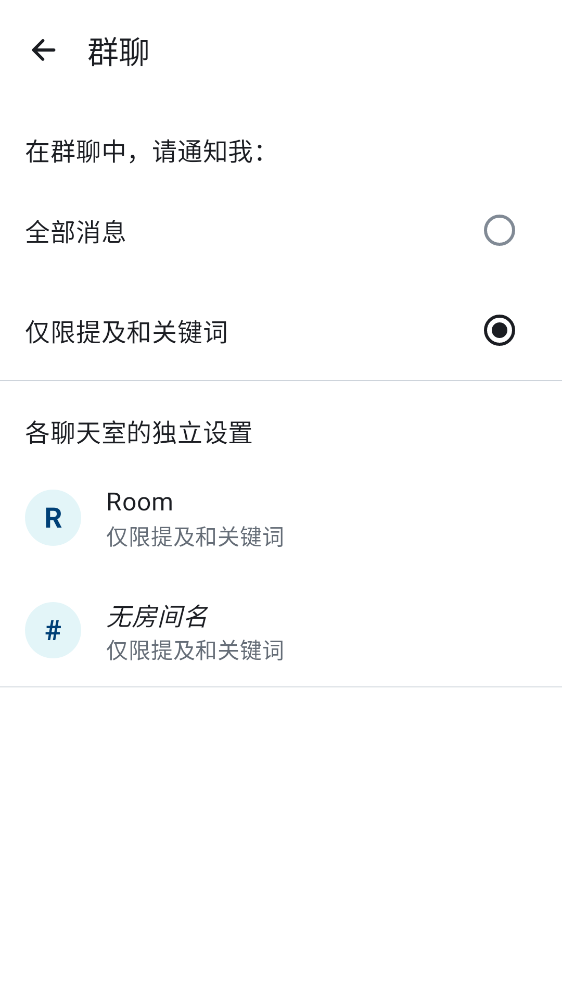 群聊
在群聊中，请通知我：
全部消息
仅限提及和关键词
各聊天室的独立设置
R
Room
仅限提及和关键词
#
无房间名
仅限提及和关键词